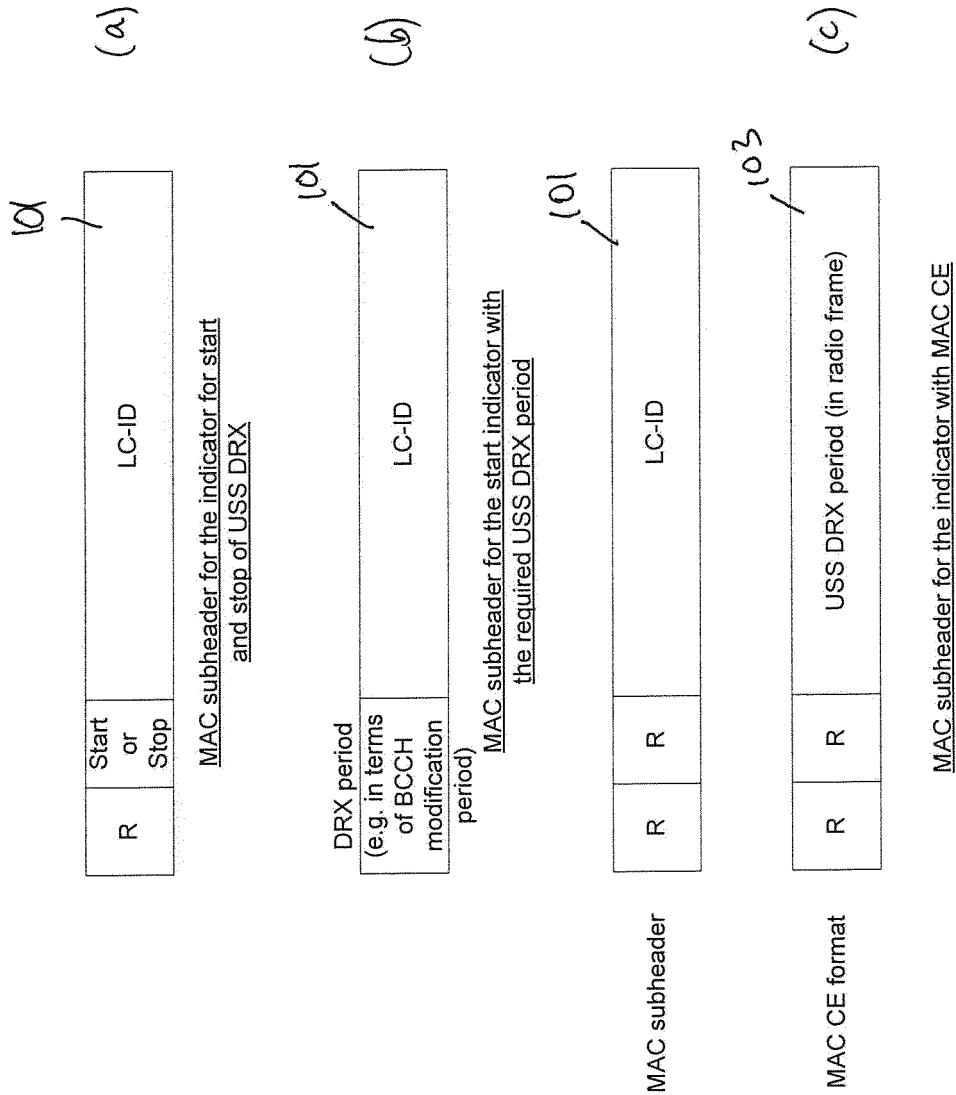 101
(a)
R
Start
or
Stop
LC-ID
MAC subheader for the indicator for start
and stop of USS DRX
101
(b)
DRX period
(e.g. in terms
of BCCH
modification
period)
LC-ID
MAC subheader for the start indicator with
the required USS DRX period
101
MAC subheader
R
R
LC-ID
103
(c)
MAC CE format
R
R
USS DRX period (in radio frame)
MAC subheader for the indicator with MAC CE